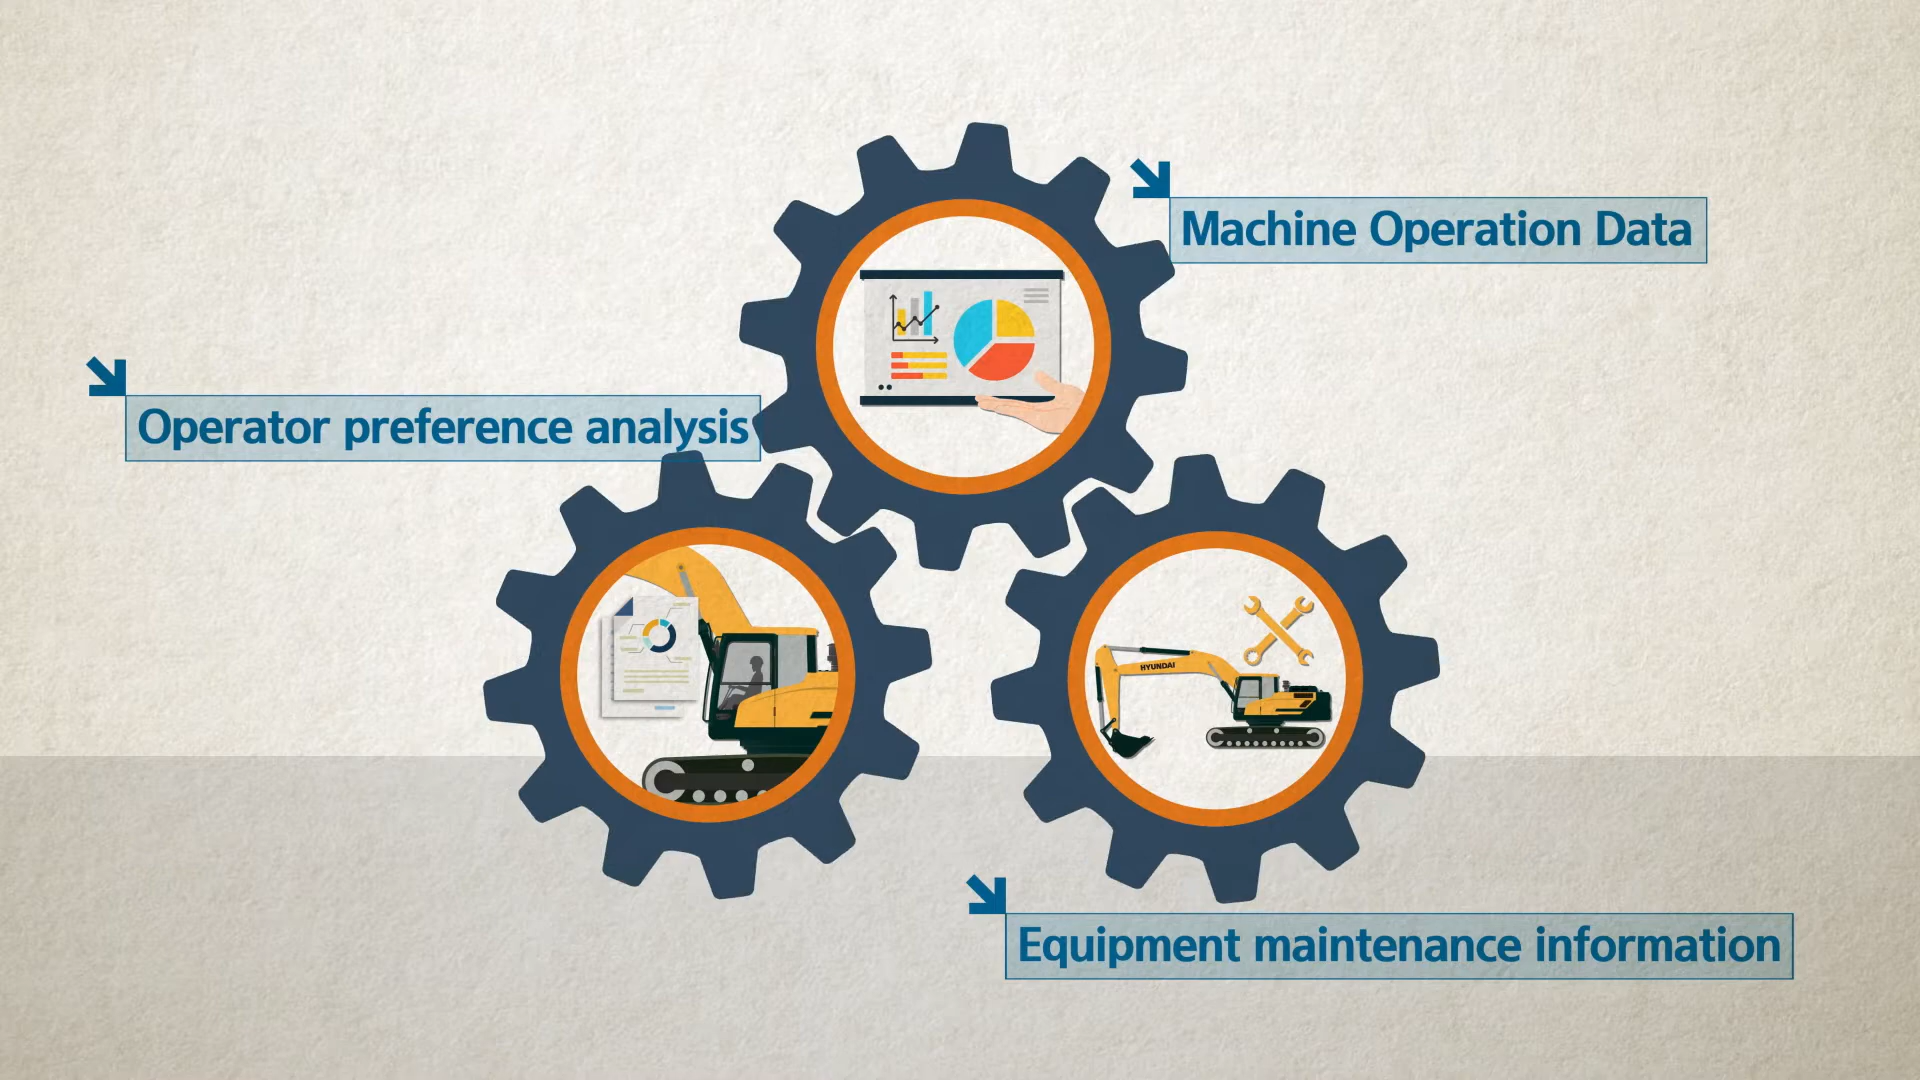 Machine Operation Data
Operator preference analysis
HYUNDAI
Equipment maintenance information